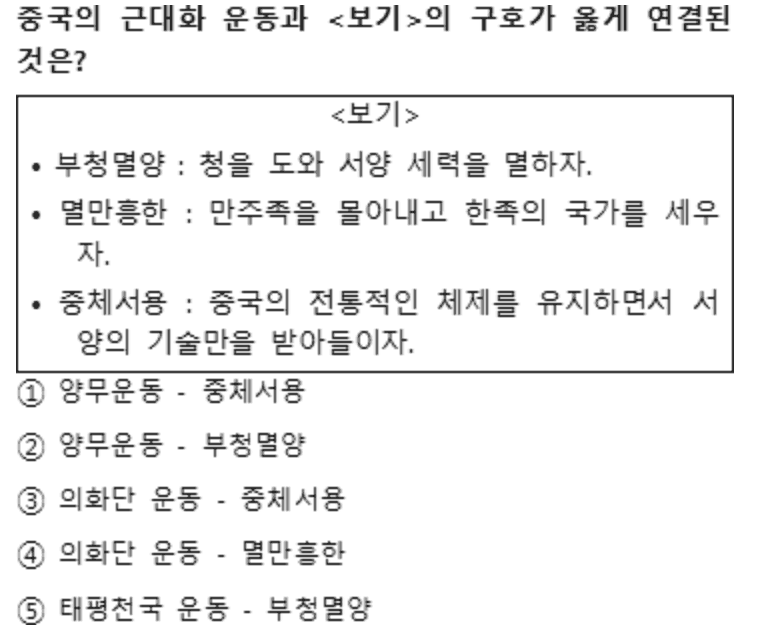 중국의 근대화 운동과 <보기>의 구호가 옳게 연결된
것은?
<보기>
• 부청멸양 : 청을 도와 서양 세력을 멸하자.
• 멸만흥한 : 만주족을 몰아내고 한족의 국가를 세우
자.
• 중체서용 : 중국의 전통적인 체제를 유지하면서 서
양의 기술만을 받아들이자.
① 양무운동 - 중체서용
② 양무운동 - 부청멸양
③ 의화단 운동 - 중체서용
④ 의화단 운동 - 멸만흥한
⑤ 태평천국 운동 - 부청멸양